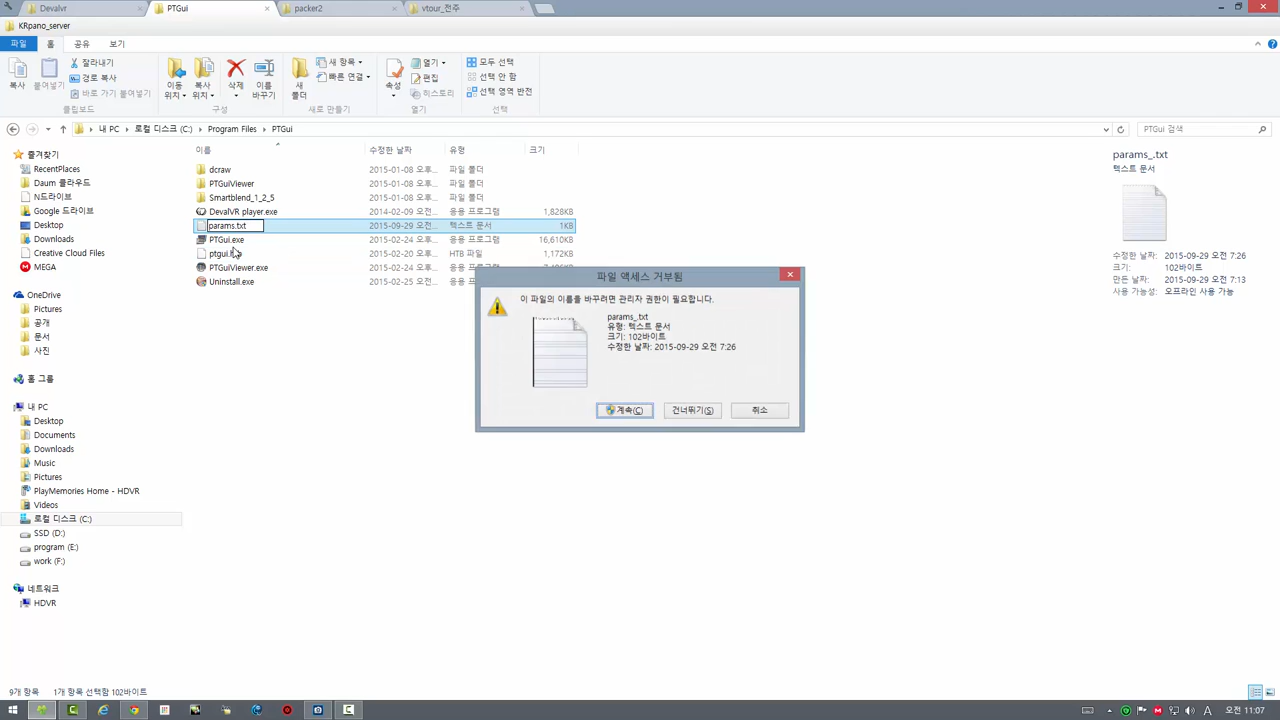 Devalvr
PTGui
packer2
vtour_전주
KRpano_server
파일
홈
공유
보기
복사
붙여넣기
잘라내기
경로 복사
바로 가기 붙여넣기
클립보드
이동
위치
복사
위치
삭제
이름
바꾸기
구성
새
폴더
새 항목
빠른 연결
새로 만들기
속성
열기
편집
히스토리
열기
모두 선택
선택 안 함
선택 영역 반전
선택
내 PC
로컬 디스크 (C:)
Program Files
PTGui
PTGui 검색
즐겨찾기
RecentPlaces
Daum 클라우드
N드라이브
Google 드라이브
Desktop
Downloads
Creative Cloud Files
MEGA
OneDrive
Pictures
공개
문서
사진
홈 그룹
내 PC
Desktop
Documents
Downloads
Music
Pictures
PlayMemories Home - HDVR
Videos
로컬 디스크 (C:)
SSD (D:)
program (E:)
work (F:)
네트워크
HDVR
이름 수정한 날짜 유형 크기
dcraw 2015-01-08 오후... 파일 폴더
PTGuiViewer 2015-01-08 오후... 파일 폴더
Smartblend_1_2_5 2015-01-08 오후... 파일 폴더
DevalVR player.exe 2014-02-09 오전... 응용 프로그램 1,828KB
params.txt 2015-09-29 오전... 텍스트 문서 1KB
PTGui.exe 2015-02-24 오후... 응용 프로그램 16,610KB
2015-02-20 오후... HTB 파일 1,172KB
PTGuiViewer.exe 2015-02-24 오후... 응용 프로그램
Uninstall.exe 2015-02-25 오후...
파일 액세스 거부됨
이 파일의 이름을 바꾸려면 관리자 권한이 필요합니다.
params_.txt
유형: 텍스트 문서
크기: 102바이트
수정한 날짜: 2015-09-29 오전 7:26
계속(C)
건너뛰기(S)
취소
params_.txt
텍스트 문서
수정한 날짜: 2015-09-29 오전 7:26
크기: 102바이트
만든 날짜: 2015-09-29 오전 7:13
사용 가능성: 오프라인 사용 가능
9개 항목 1개 항목 선택함 102바이트
A
오전 11:07